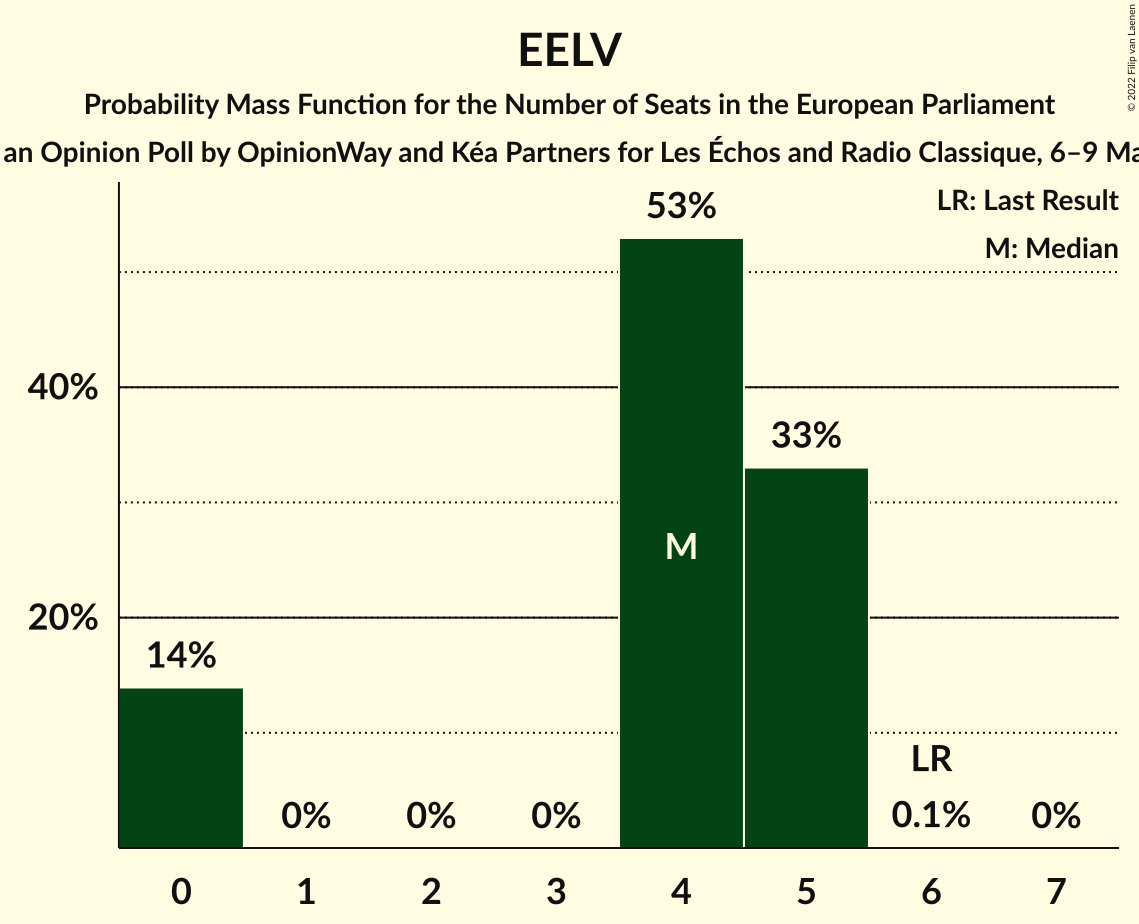 EELV
Probability Mass Function for the Number of Seats in the European Parliament
an Opinion Poll by OpinionWay and Kéa Partners for Les Échos and Radio Classique, 6–9
© 2022 Filip van Laenen
LR: Last Result
M: Median
53%
40%
33%
M
20%
14%
LR
0% 0% 0% 0.1% 0%
0 1 2 3 4 5 6 7